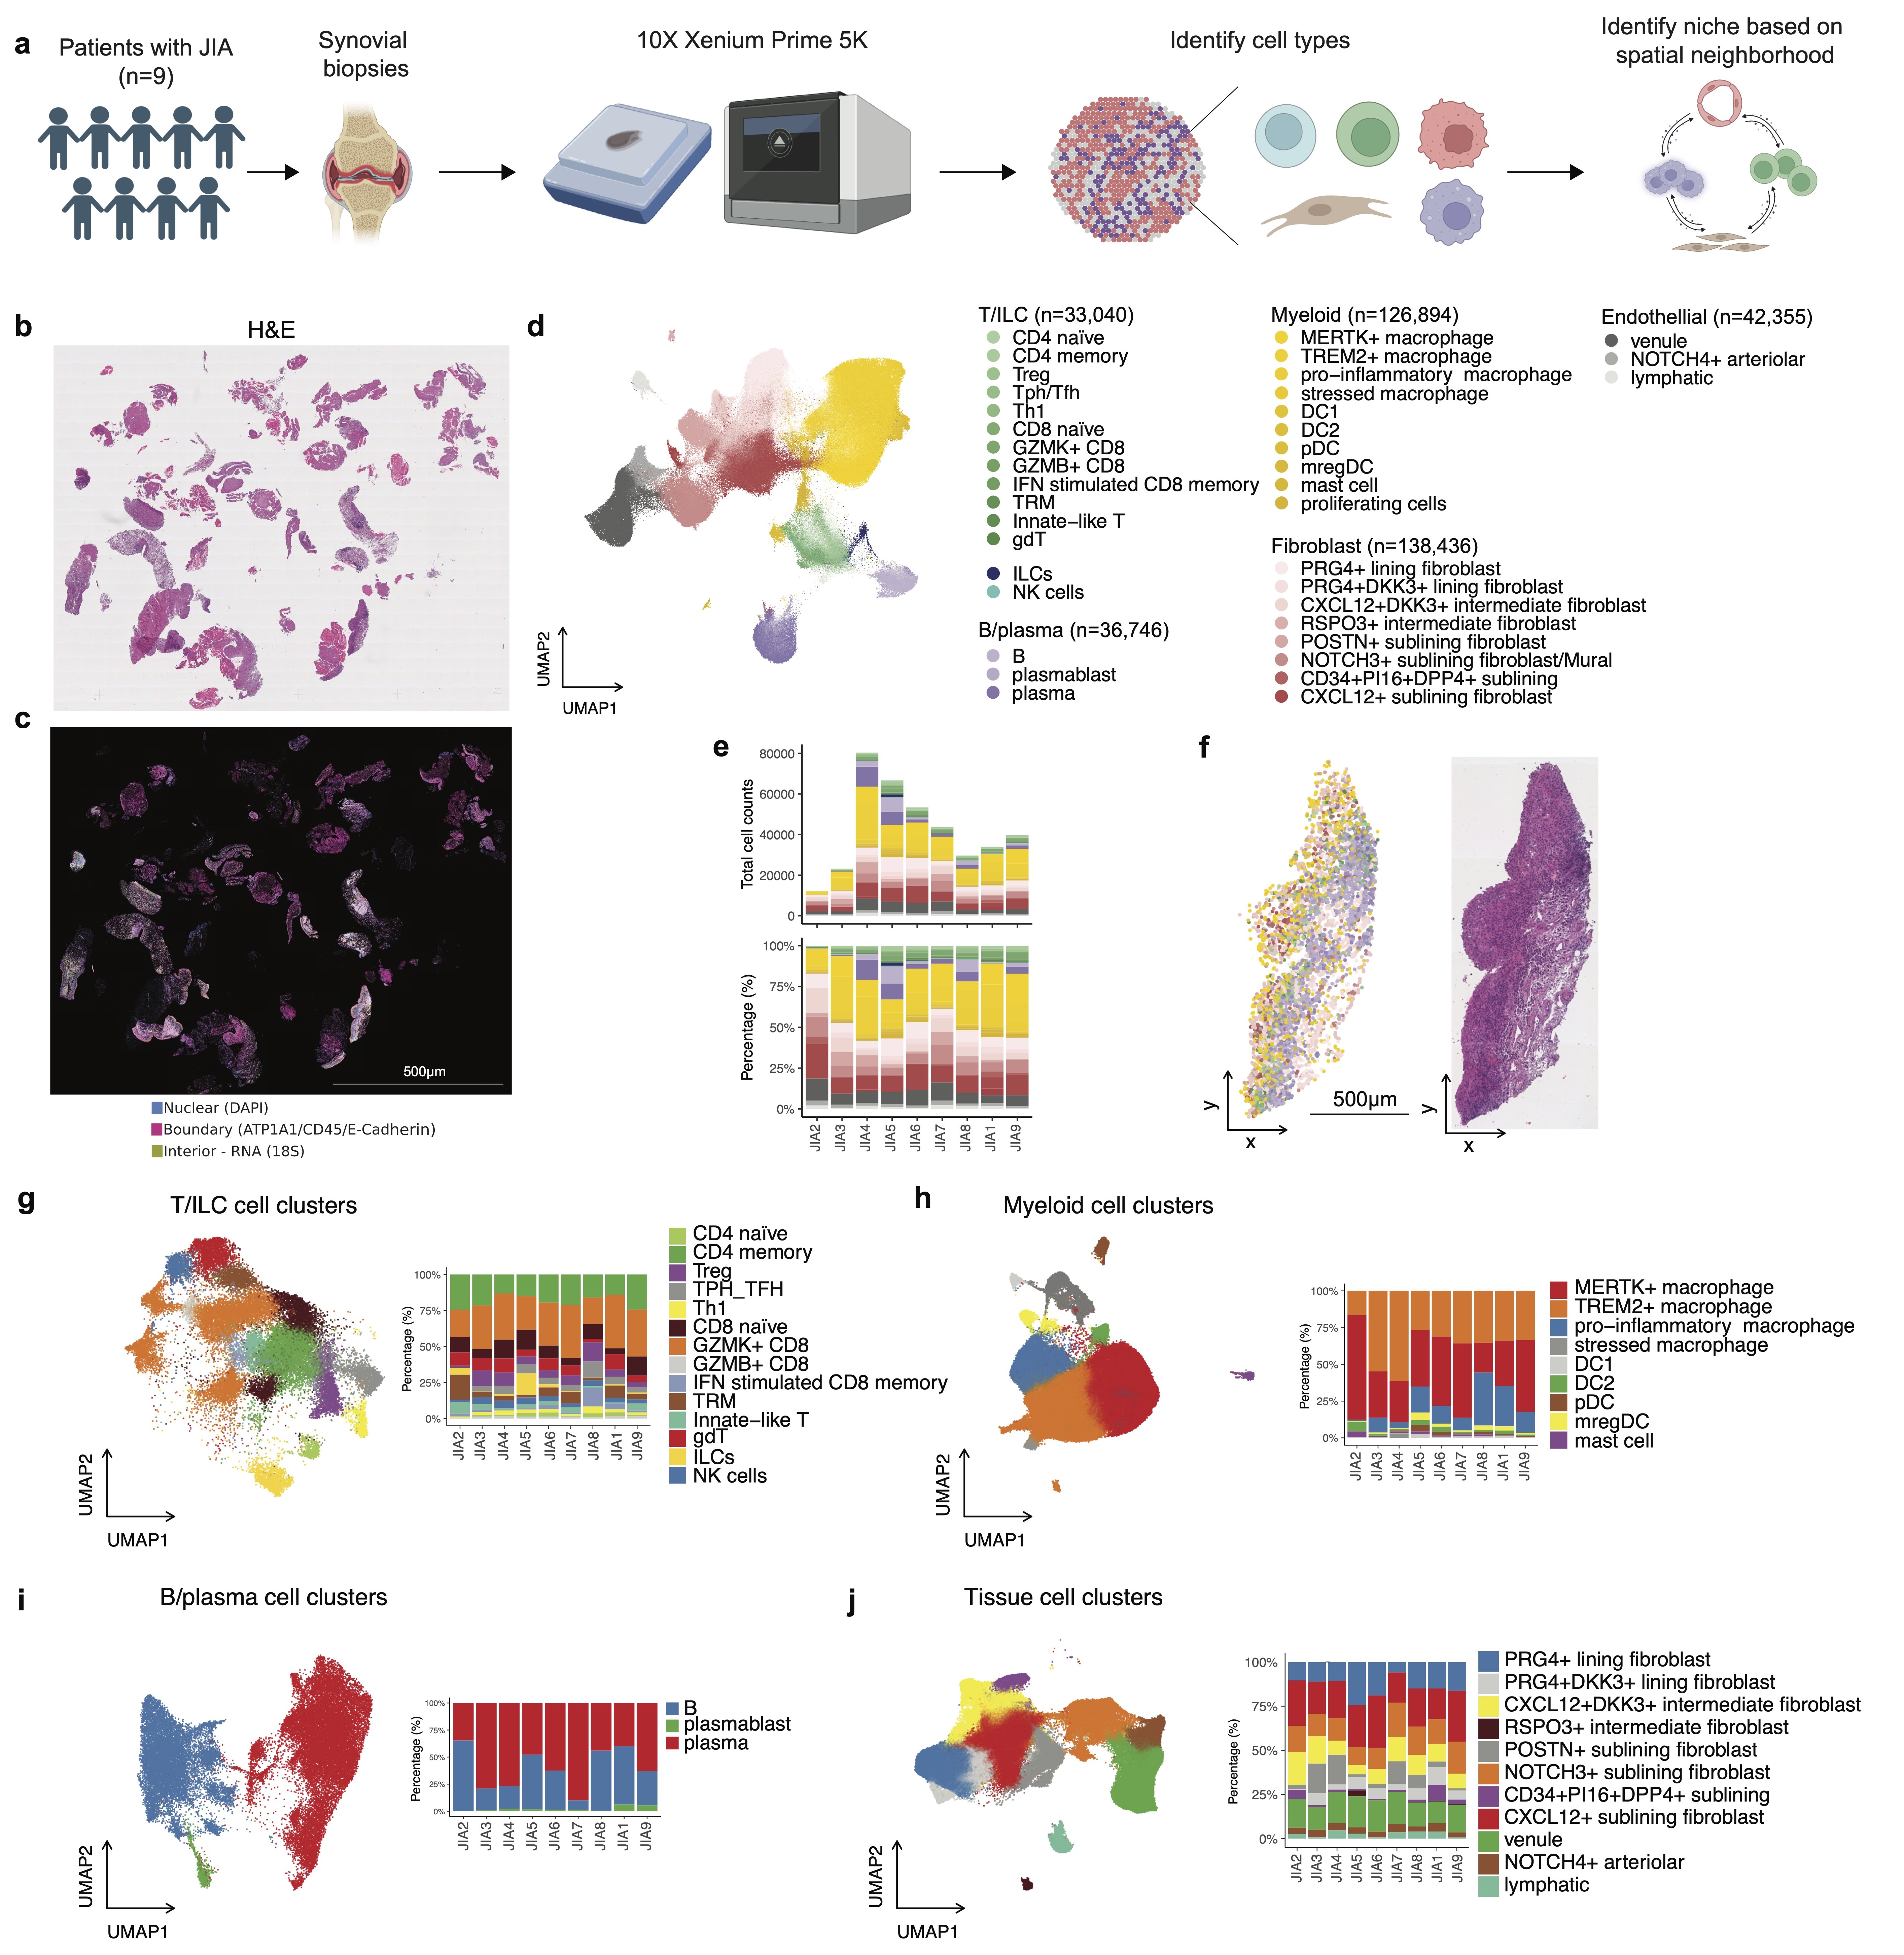 a
Patients with JIA
(n=9)
Synovial
biopsies
10X Xenium Prime 5K
Identify cell types
Identify niche based on
spatial neighborhood
b
H&E
c
500µm
Nuclear (DAPI)
Boundary (ATP1A1/CD45/E-Cadherin)
Interior - RNA (18S)
d
UMAP2
UMAP1
T/ILC (n=33,040)
CD4 naïve
CD4 memory
Treg
Tph/Tfh
Th1
CD8 naïve
GZMK+ CD8
GZMB+ CD8
IFN stimulated CD8 memory
TRM
Innate–like T
gdT
ILCs
NK cells
B/plasma (n=36,746)
B
plasmablast
plasma
Myeloid (n=126,894)
MERTK+ macrophage
TREM2+ macrophage
pro–inflammatory macrophage
stressed macrophage
DC1
DC2
pDC
mregDC
mast cell
proliferating cells
Fibroblast (n=138,436)
PRG4+ lining fibroblast
PRG4+DKK3+ lining fibroblast
CXCL12+DKK3+ intermediate fibroblast
RSPO3+ intermediate fibroblast
POSTN+ sublining fibroblast
NOTCH3+ sublining fibroblast/Mural
CD34+PI16+DPP4+ sublining
CXCL12+ sublining fibroblast
Endothellial (n=42,355)
venule
NOTCH4+ arteriolar
lymphatic
e
Total cell counts
80000
60000
40000
20000
0
Percentage (%)
100%
75%
50%
25%
0%
JIA2
JIA3
JIA4
JIA5
JIA6
JIA7
JIA8
JIA1
JIA9
f
y
x
500µm
y
x
g
T/ILC cell clusters
UMAP2
UMAP1
Percentage (%)
100%
75%
50%
25%
0%
JIA2
JIA3
JIA4
JIA5
JIA6
JIA7
JIA8
JIA1
JIA9
CD4 naïve
CD4 memory
Treg
TPH_TFH
Th1
CD8 naïve
GZMK+ CD8
GZMB+ CD8
IFN stimulated CD8 memory
TRM
Innate–like T
gdT
ILCs
NK cells
h
Myeloid cell clusters
UMAP2
UMAP1
Percentage (%)
100%
75%
50%
25%
0%
JIA2
JIA3
JIA4
JIA5
JIA6
JIA7
JIA8
JIA1
JIA9
MERTK+ macrophage
TREM2+ macrophage
pro–inflammatory macrophage
stressed macrophage
DC1
DC2
pDC
mregDC
mast cell
i
B/plasma cell clusters
UMAP2
UMAP1
Percentage (%)
100%
75%
50%
25%
0%
JIA2
JIA3
JIA4
JIA5
JIA6
JIA7
JIA8
JIA1
JIA9
B
plasmablast
plasma
j
Tissue cell clusters
UMAP2
UMAP1
Percentage (%)
100%
75%
50%
25%
0%
JIA2
JIA3
JIA4
JIA5
JIA6
JIA7
JIA8
JIA1
JIA9
PRG4+ lining fibroblast
PRG4+DKK3+ lining fibroblast
CXCL12+DKK3+ intermediate fibroblast
RSPO3+ intermediate fibroblast
POSTN+ sublining fibroblast
NOTCH3+ sublining fibroblast
CD34+PI16+DPP4+ sublining
CXCL12+ sublining fibroblast
venule
NOTCH4+ arteriolar
lymphatic